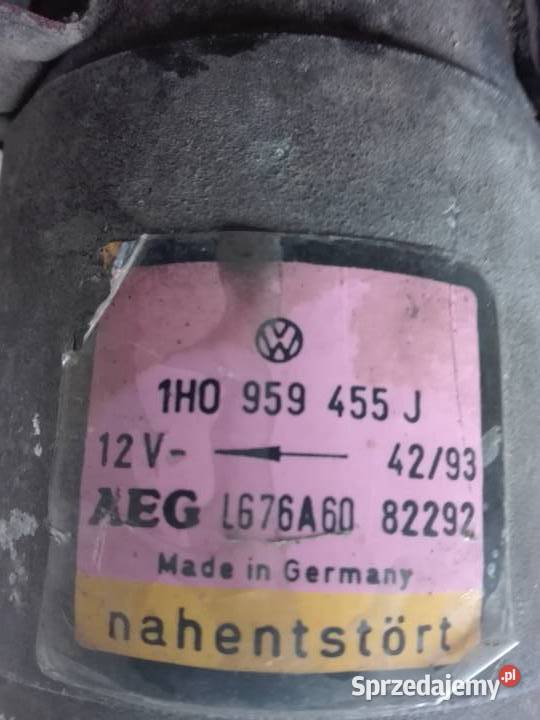 1H0 959 455 J
12V- 42/93
AEG L676A60 82292
Made in Germany
nahentstört
Sprzedajemy.pl